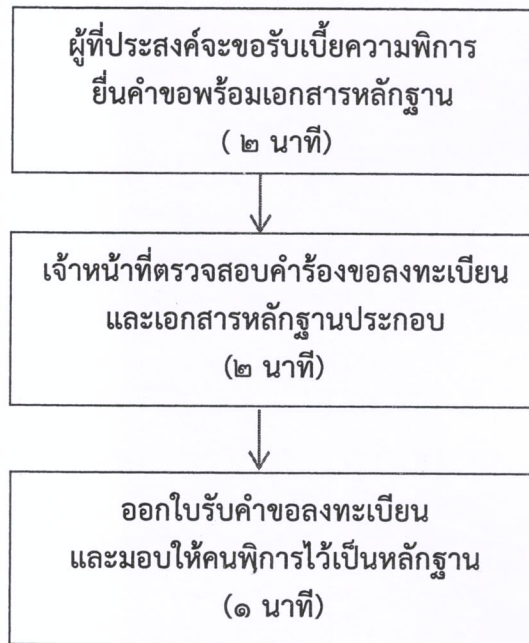 ผู้ที่ประสงค์จะขอรับเบี้ยความพิการ
ยื่นคำขอพร้อมเอกสารหลักฐาน
( ๒ นาที)
เจ้าหน้าที่ตรวจสอบคำร้องขอลงทะเบียน
และเอกสารหลักฐานประกอบ
(๒ นาที)
ออกใบรับคำขอลงทะเบียน
และมอบให้คนพิการไว้เป็นหลักฐาน
(๑ นาที)